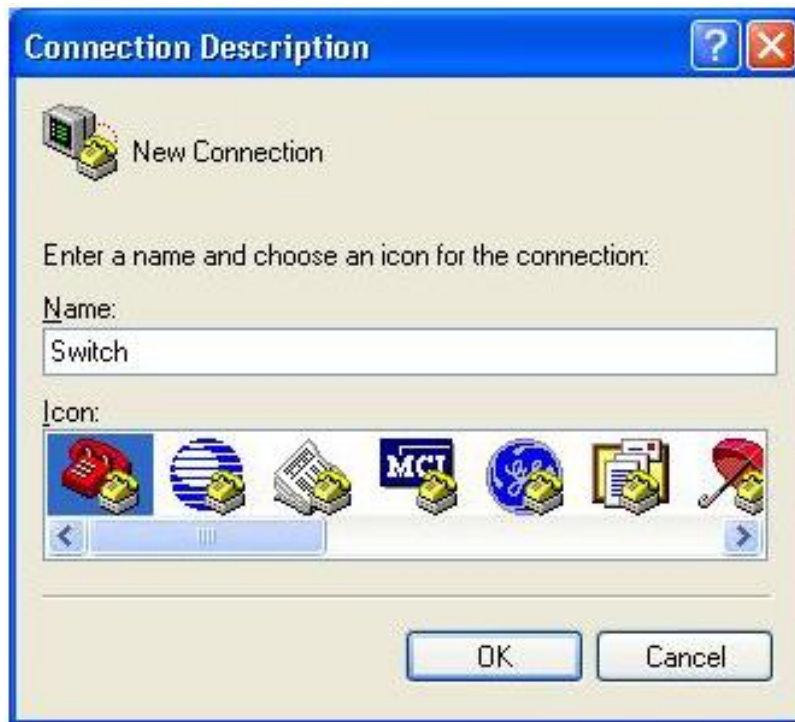 Connection Description
New Connection
Enter a name and choose an icon for the connection:
Name:
Switch
Icon:
MCI
OK Cancel